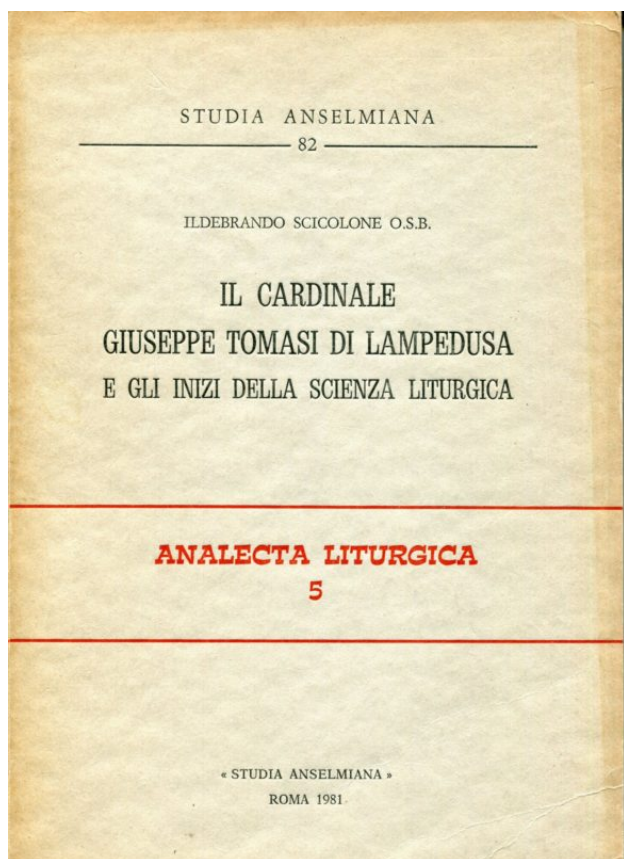 STUDIA ANSELMIANA
82
ILDEBRANDO SCICOLONE O.S.B.
IL CARDINALE
GIUSEPPE TOMASI DI LAMPEDUSA
E GLI INIZI DELLA SCIENZA LITURGICA
ANALECTA LITURGICA
5
« STUDIA ANSELMIANA »
ROMA 1981